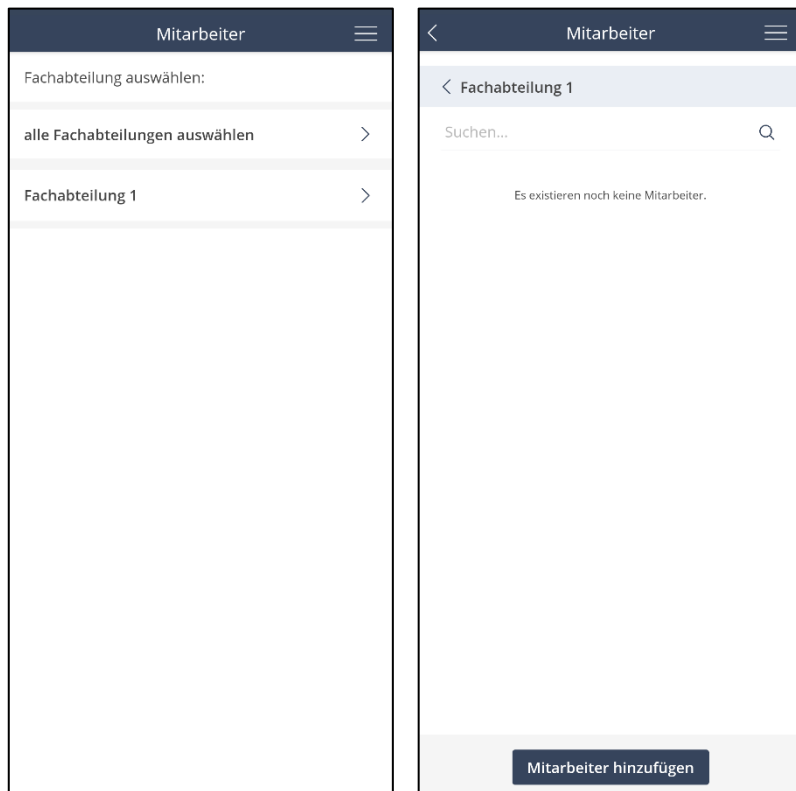 Mitarbeiter
Fachabteilung auswählen:
alle Fachabteilungen auswählen
Fachabteilung 1
Mitarbeiter
Fachabteilung 1
Suchen...
Es existieren noch keine Mitarbeiter.
Mitarbeiter hinzufügen